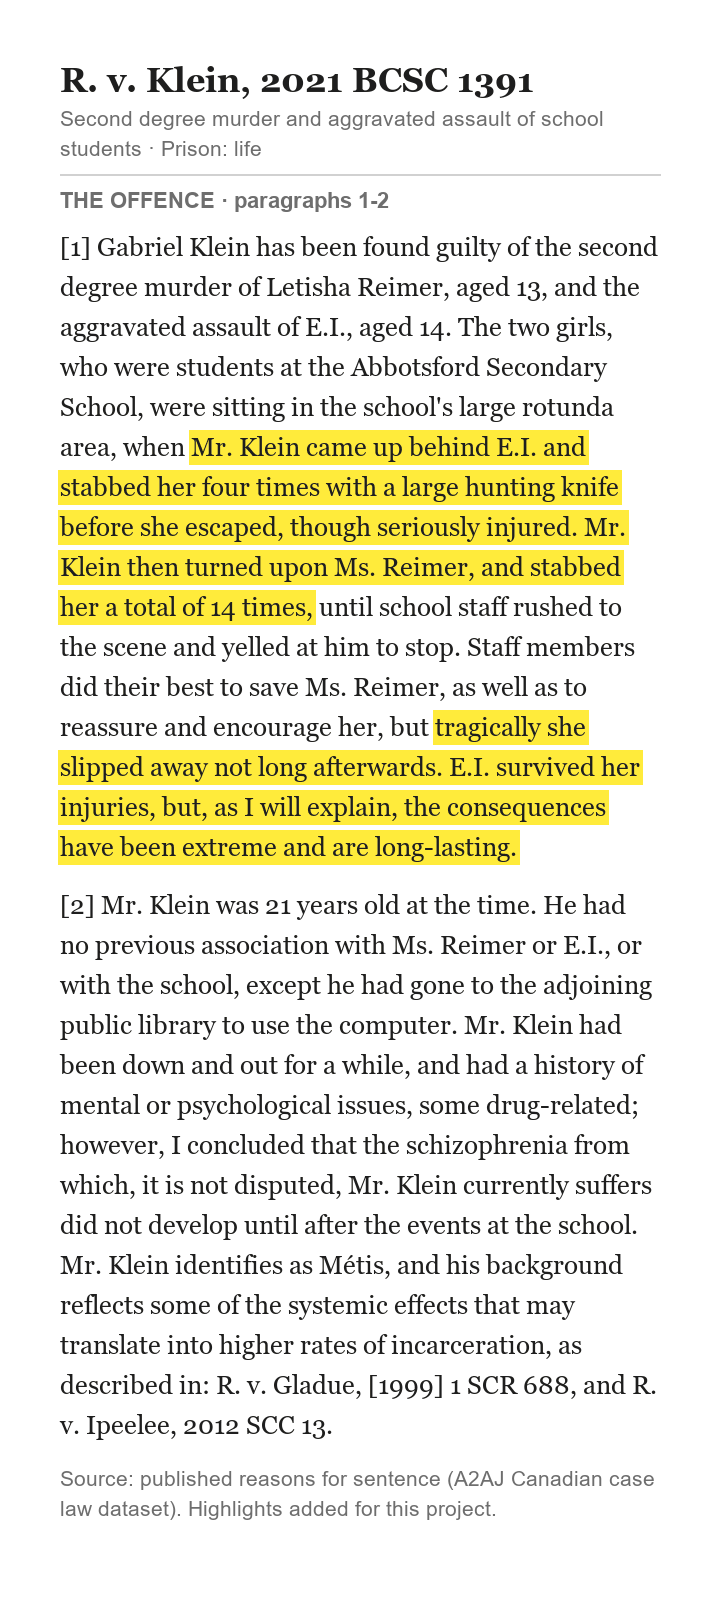 R. v. Klein, 2021 BCSC 1391
Second degree murder and aggravated assault of school
students · Prison: life
THE OFFENCE · paragraphs 1-2
[1] Gabriel Klein has been found guilty of the second
degree murder of Letisha Reimer, aged 13, and the
aggravated assault of E.I., aged 14. The two girls,
who were students at the Abbotsford Secondary
School, were sitting in the school's large rotunda
area, when Mr. Klein came up behind E.I. and
stabbed her four times with a large hunting knife
before she escaped, though seriously injured. Mr.
Klein then turned upon Ms. Reimer, and stabbed
her a total of 14 times, until school staff rushed to
the scene and yelled at him to stop. Staff members
did their best to save Ms. Reimer, as well as to
reassure and encourage her, but tragically she
slipped away not long afterwards. E.I. survived her
injuries, but, as I will explain, the consequences
have been extreme and are long-lasting.
[2] Mr. Klein was 21 years old at the time. He had
no previous association with Ms. Reimer or E.I., or
with the school, except he had gone to the adjoining
public library to use the computer. Mr. Klein had
been down and out for a while, and had a history of
mental or psychological issues, some drug-related;
however, I concluded that the schizophrenia from
which, it is not disputed, Mr. Klein currently suffers
did not develop until after the events at the school.
Mr. Klein identifies as Métis, and his background
reflects some of the systemic effects that may
translate into higher rates of incarceration, as
described in: R. v. Gladue, [1999] 1 SCR 688, and R.
v. Ipeelee, 2012 SCC 13.
Source: published reasons for sentence (A2AJ Canadian case
law dataset). Highlights added for this project.